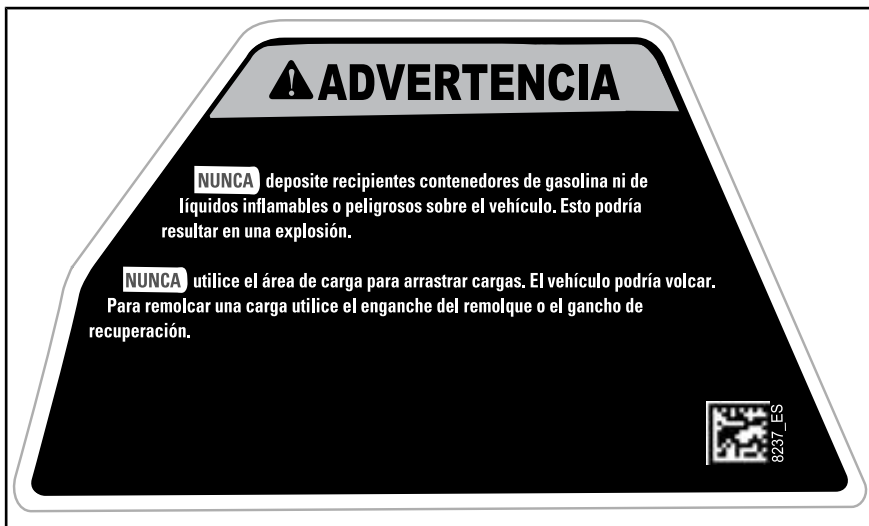 ADVERTENCIA
NUNCA deposite recipientes contenedores de gasolina ni de
líquidos inflamables o peligrosos sobre el vehículo. Esto podría
resultar en una explosión.
NUNCA utilice el área de carga para arrastrar cargas. El vehículo podría volcar.
Para remolcar una carga utilice el enganche del remolque o el gancho de
recuperación.
8237_ES